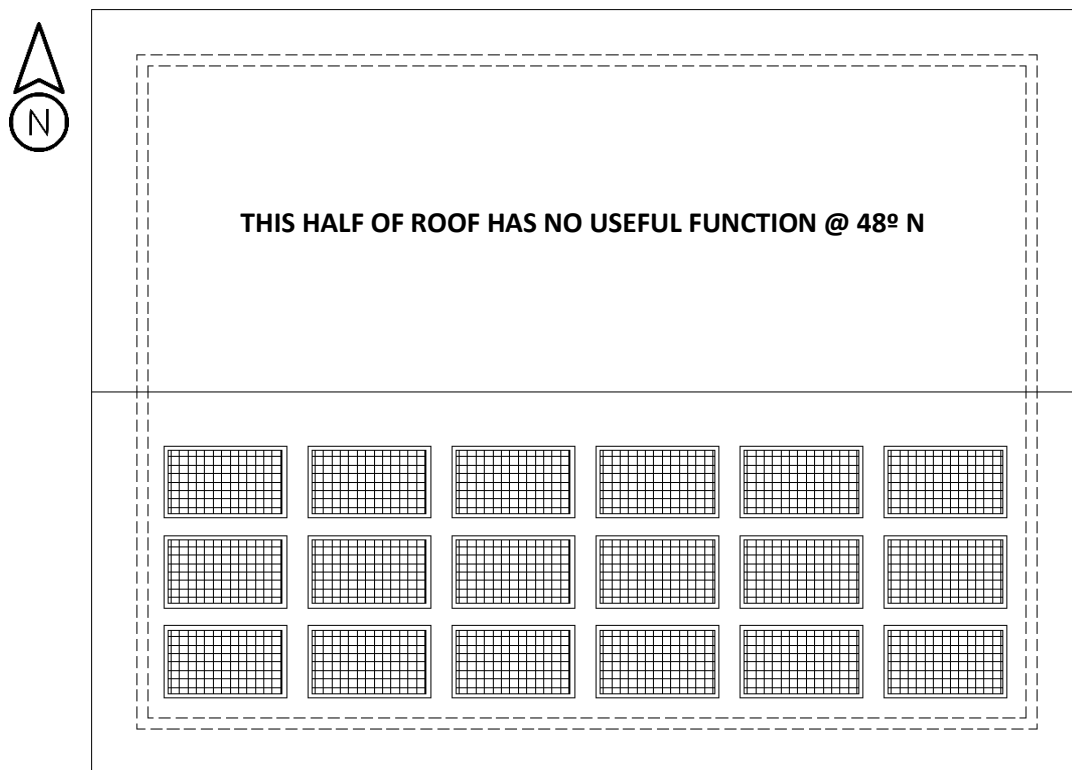 N
THIS HALF OF ROOF HAS NO USEFUL FUNCTION @ 48º N